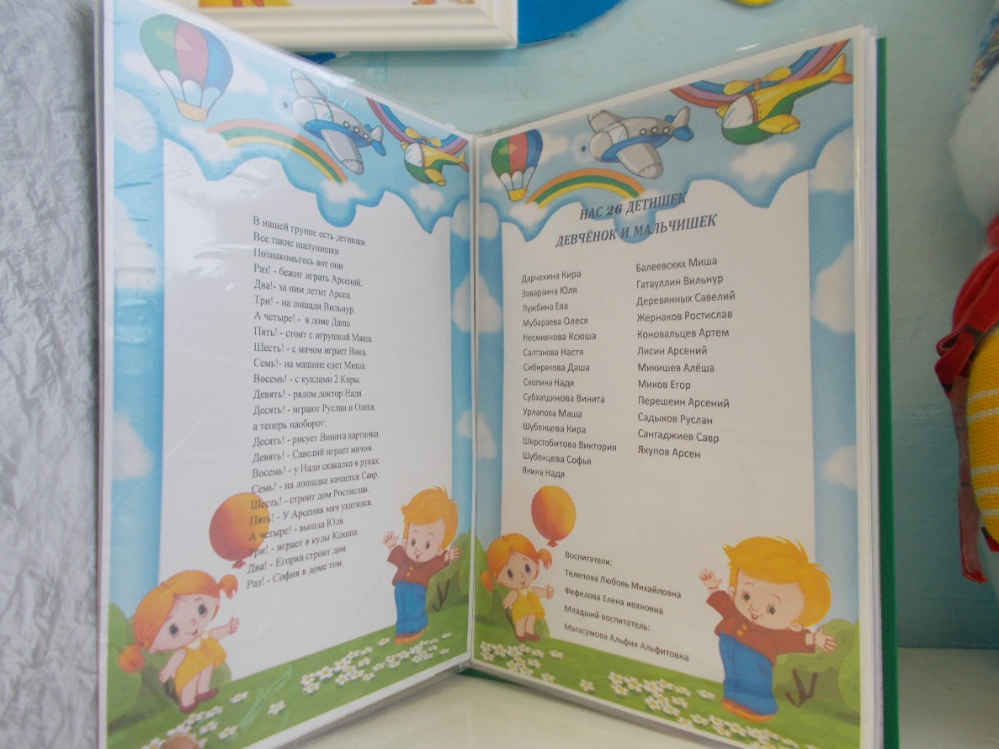 В нашей группе есть детишки
Все такие шалунишки
Познакомьтесь вот они
Раз! - бежит играть Арсений.
Два!- за ним летит Арсен.
Три! - на лошади Вильнур.
А четыре! - в доме Даша
Пять! - стоит с игрушкой Маша.
Шесть! - с мячом играет Вика.
Семь!- на машине едет Миша.
Восемь! - с куклами 2 Киры.
Девять! - рядом доктор Надя
Десять! - играют Руслан и Олеся.
а теперь наоборот:
Десять! - рисует Винита картинки.
Девять! - Савелий играет мячом.
Восемь! - у Нади скакалка в руках.
Семь! - на лошадке качается Савр.
Шесть! - строит дом Ростислав.
Пять! - У Арсения мяч укатился.
А четыре! - вышла Юля.
Три! - играет в кулы Ксюша.
Два! - Егорка строит дом
Раз! - София в доме том.
НАС 26 ДЕТИШЕК
ДЕВЧЁНОК И МАЛЬЧИШЕК
Дарчехина Кира
Заварзина Юля
Лужбина Ева
Мубараева Олеся
Несмиянова Ксюша
Салтанова Настя
Сибирякова Даша
Скопина Надя
Субхатдинова Винита
Урлапова Маша
Шубенцева Кира
Шерстобитова Виктория
Шубенцева Софья
Якина Надя
Балеевских Миша
Гатауллин Вильнур
Деревянных Савелий
Жернаков Ростислав
Коновальцев Артем
Лисин Арсений
Микишев Алёша
Миков Егор
Перешеин Арсений
Садыков Руслан
Сангаджиев Савр
Якупов Арсен
Воспитатели:
Телепова Любовь Михайловна
Фефелова Елена ивановна
Младший воспитатель:
Магасумова Альфия Альфитовна